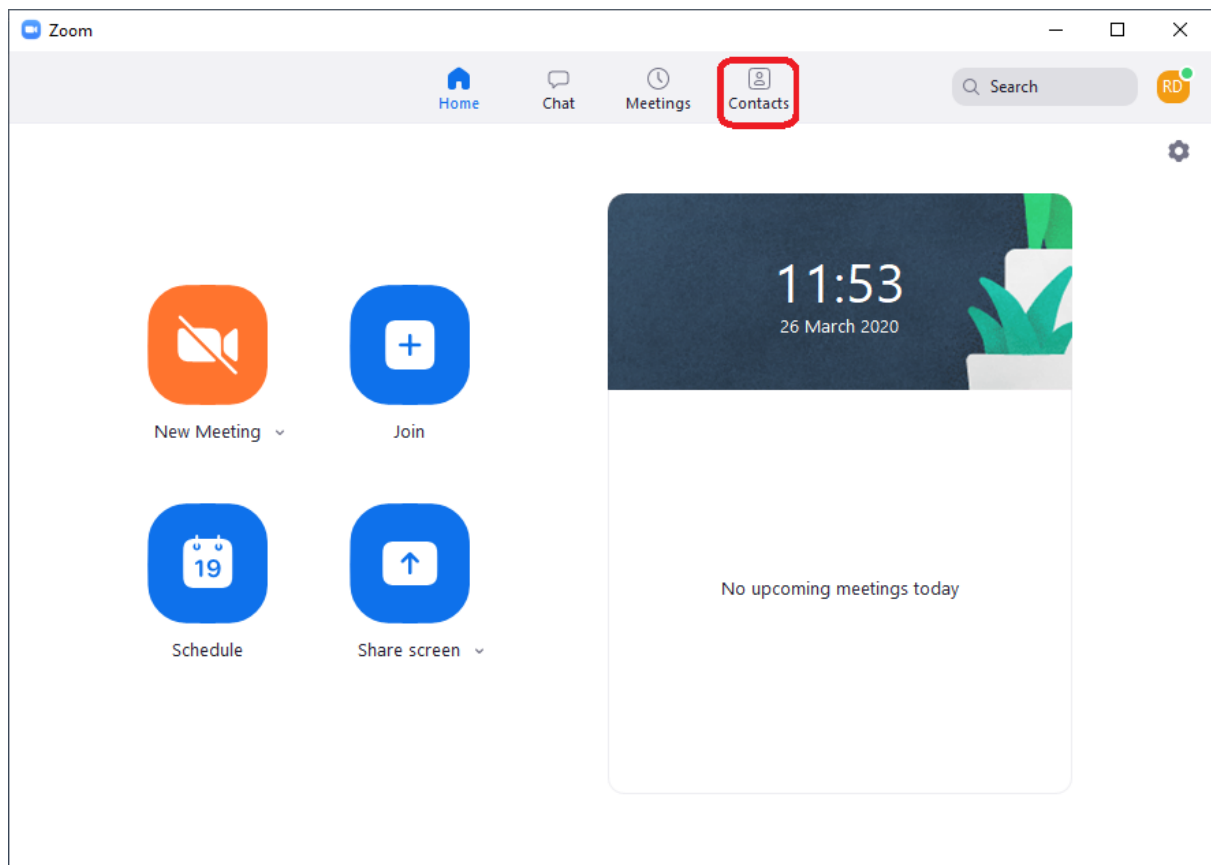 Zoom
Home
Chat
Meetings
Contacts
Search
RD
11:53
26 March 2020
New Meeting
Join
19
Schedule
Share screen
No upcoming meetings today